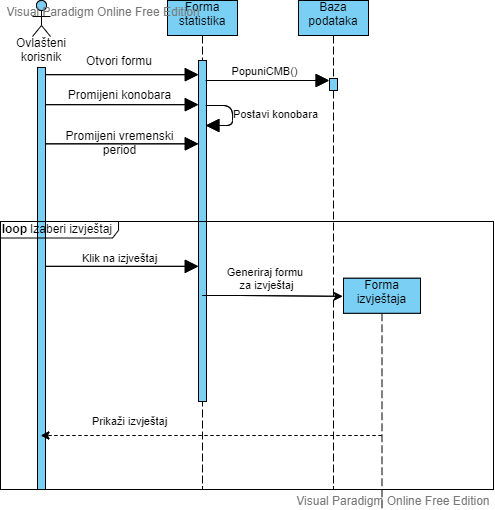 Visual Paradigm Online Free Edition
Forma
statistika
Baza
podataka
Ovlašteni
korisnik
Otvori formu
PopuniCMB()
Promijeni konobara
Postavi konobara
Promijeni vremenski
period
loop Izaberi izvještaj
Klik na izvještaj
Generiraj formu
za izvještaj
Forma
izvještaja
Prikaži izvještaj
Visual Paradigm Online Free Edition